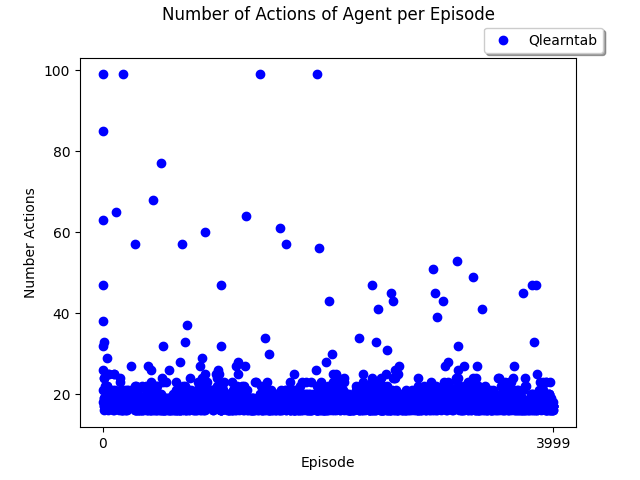 Number of Actions of Agent per Episode
Qlearntab
100
80
60
40
20
Number Actions
0
3999
Episode